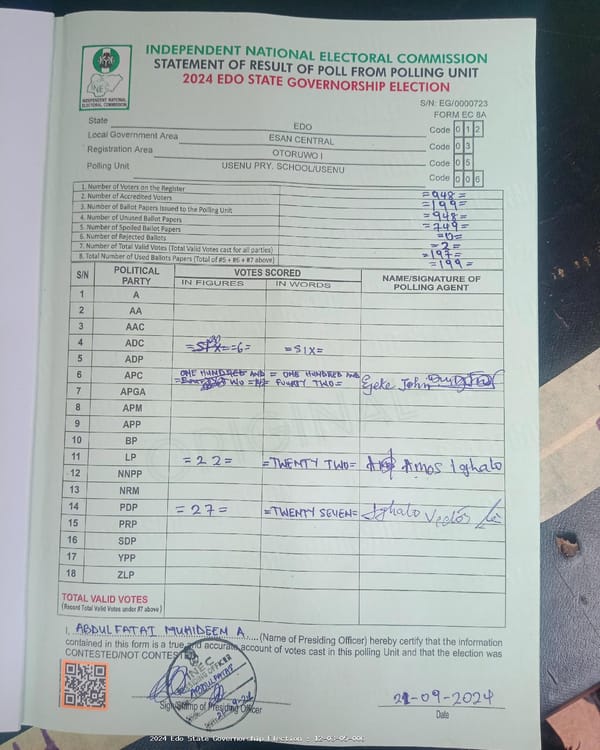 INDEPENDENT NATIONAL ELECTORAL COMMISSION
STATEMENT OF RESULT OF POLL FROM POLLING UNIT
2024 EDO STATE GOVERNORSHIP ELECTION
INEC
INDEPENDENT NATIONAL ELECTORAL COMMISSION
S/N: EG/0000723
FORM EC 8A
State EDO Code 0 1 2
Local Government Area ESAN CENTRAL Code 0 3
Registration Area OTORUWO I Code 0 5
Polling Unit USENU PRY. SCHOOL/USENU Code 0 0 6
1. Number of Voters on the Register =948=
2. Number of Accredited Voters =199=
3. Number of Ballot Papers Issued to the Polling Unit =948=
4. Number of Unused Ballot Papers =749=
5. Number of Spoiled Ballot Papers =0=
6. Number of Rejected Ballots =2=
7. Number of Total Valid Votes (Total Valid Votes cast for all parties) =197=
8. Total Number of Used Ballots Papers (Total of #5 + #6 + #7 above) =199=
S/N POLITICAL PARTY VOTES SCORED NAME/SIGNATURE OF POLLING AGENT
IN FIGURES IN WORDS
1 A
2 AA
3 AAC
4 ADC =SIX= =6= =SIX=
5 ADP
6 APC ONE HUNDRED AND = ONE HUNDRED AND
TWO = FOURTY TWO= Ejeke John
7 APGA
8 APM
9 APP
10 BP
11 LP =22= =TWENTY TWO= Amos Ighalo
12 NNPP
13 NRM
14 PDP =27= =TWENTY SEVEN= Ighalo
15 PRP
16 SDP
17 YPP
18 ZLP
TOTAL VALID VOTES
(Record Total Valid Votes under #7 above)
I, ABDULFATAI MUHIDEEM A. (Name of Presiding Officer) hereby certify that the information
contained in this form is a true and accurate account of votes cast in this polling Unit and that the election was
CONTESTED/NOT CONTESTED
INEC
PRESIDING OFFICER
ABDULFATAI
21-9-24
Sign/Stamp of Presiding Officer
21-09-2024
Date
2024 Edo State Governorship Election - 12-03-05-006